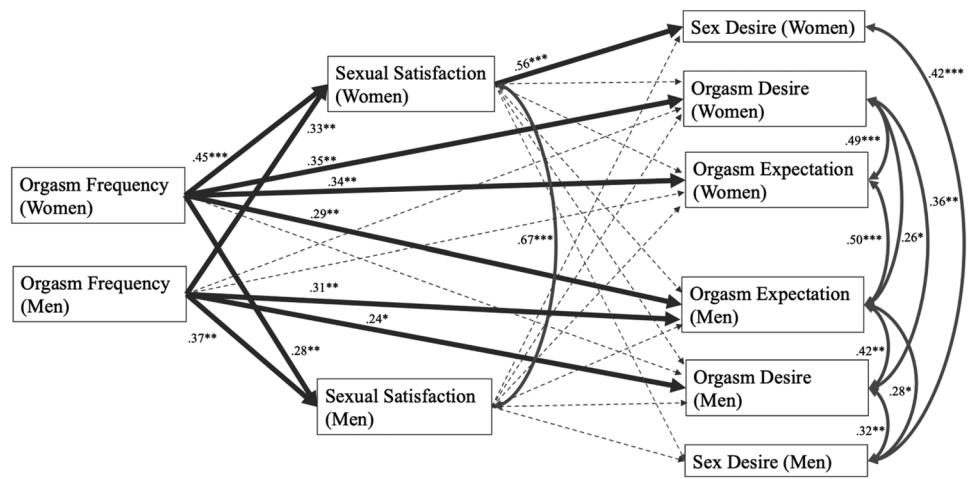 Sex Desire (Women)
.56***
.42***
Sexual Satisfaction
(Women)
Orgasm Desire
(Women)
.33**
.45***
.35**
.49***
Orgasm Expectation
(Women)
Orgasm Frequency
(Women)
.34**
.36**
.29**
.67***
.50***
.26*
Orgasm Frequency
(Men)
.31**
Orgasm Expectation
(Men)
.24*
.37**
.28**
.42**
Orgasm Desire
(Men)
Sexual Satisfaction
(Men)
.28*
.32**
Sex Desire (Men)